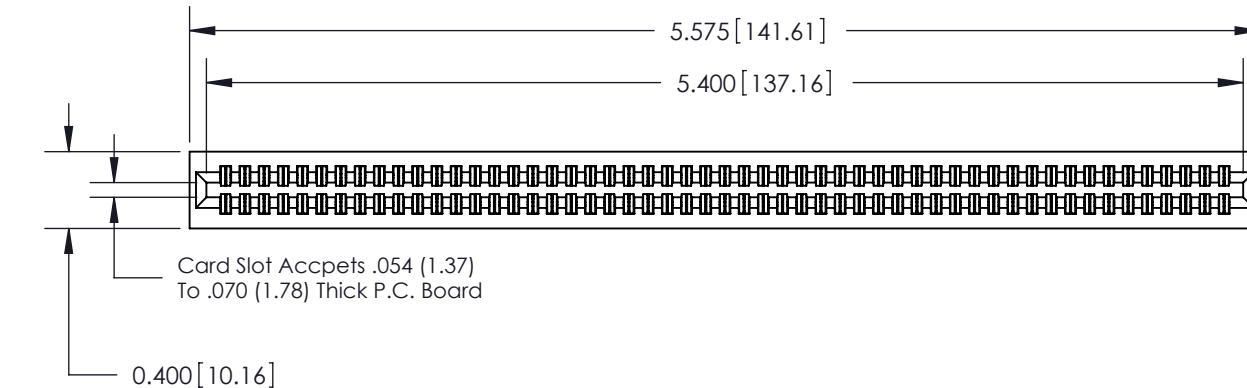 5.575[141.61]
5.400[137.16]
Card Slot Accpets .054 (1.37)
To .070 (1.78) Thick P.C. Board
0.400[10.16]